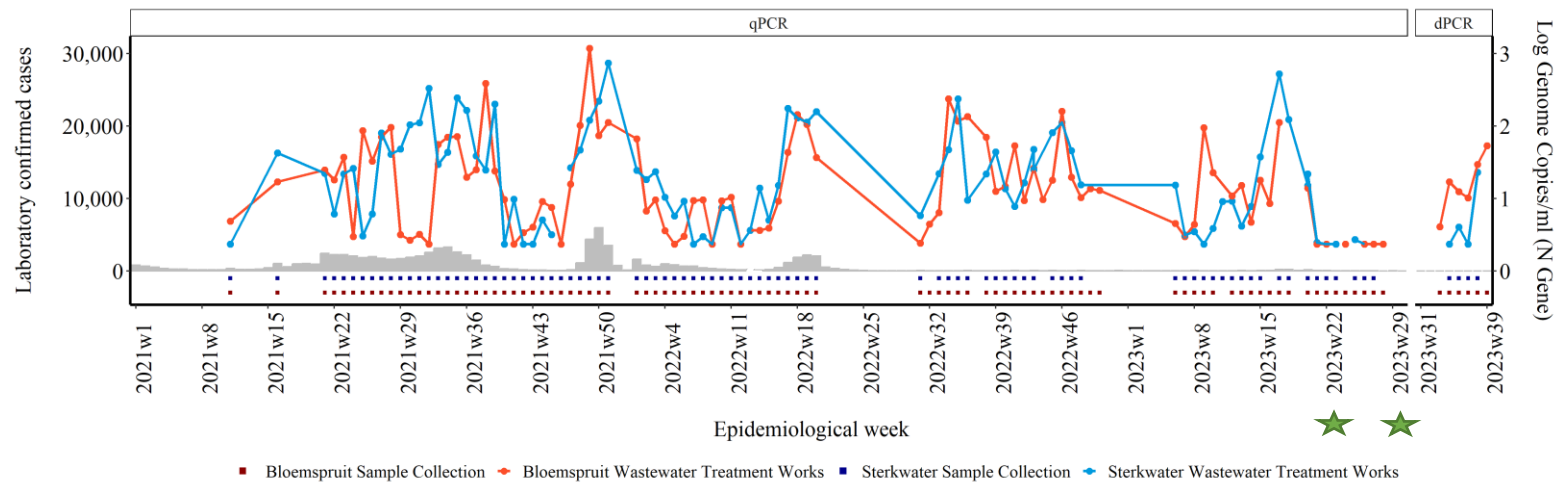 qPCR
dPCR
Laboratory confirmed cases
30,000
20,000
10,000
0
3
2
1
0
Log Genome Copies/ml (N Gene)
2021w1
2021w8
2021w15
2021w22
2021w29
2021w36
2021w43
2021w50
2022w4
2022w11
2022w18
2022w25
2022w32
2022w39
2022w46
2023w1
2023w8
2023w15
2023w22
2023w29
2023w31
2023w39
Epidemiological week
Bloemspruit Sample Collection
Bloemspruit Wastewater Treatment Works
Sterkwater Sample Collection
Sterkwater Wastewater Treatment Works